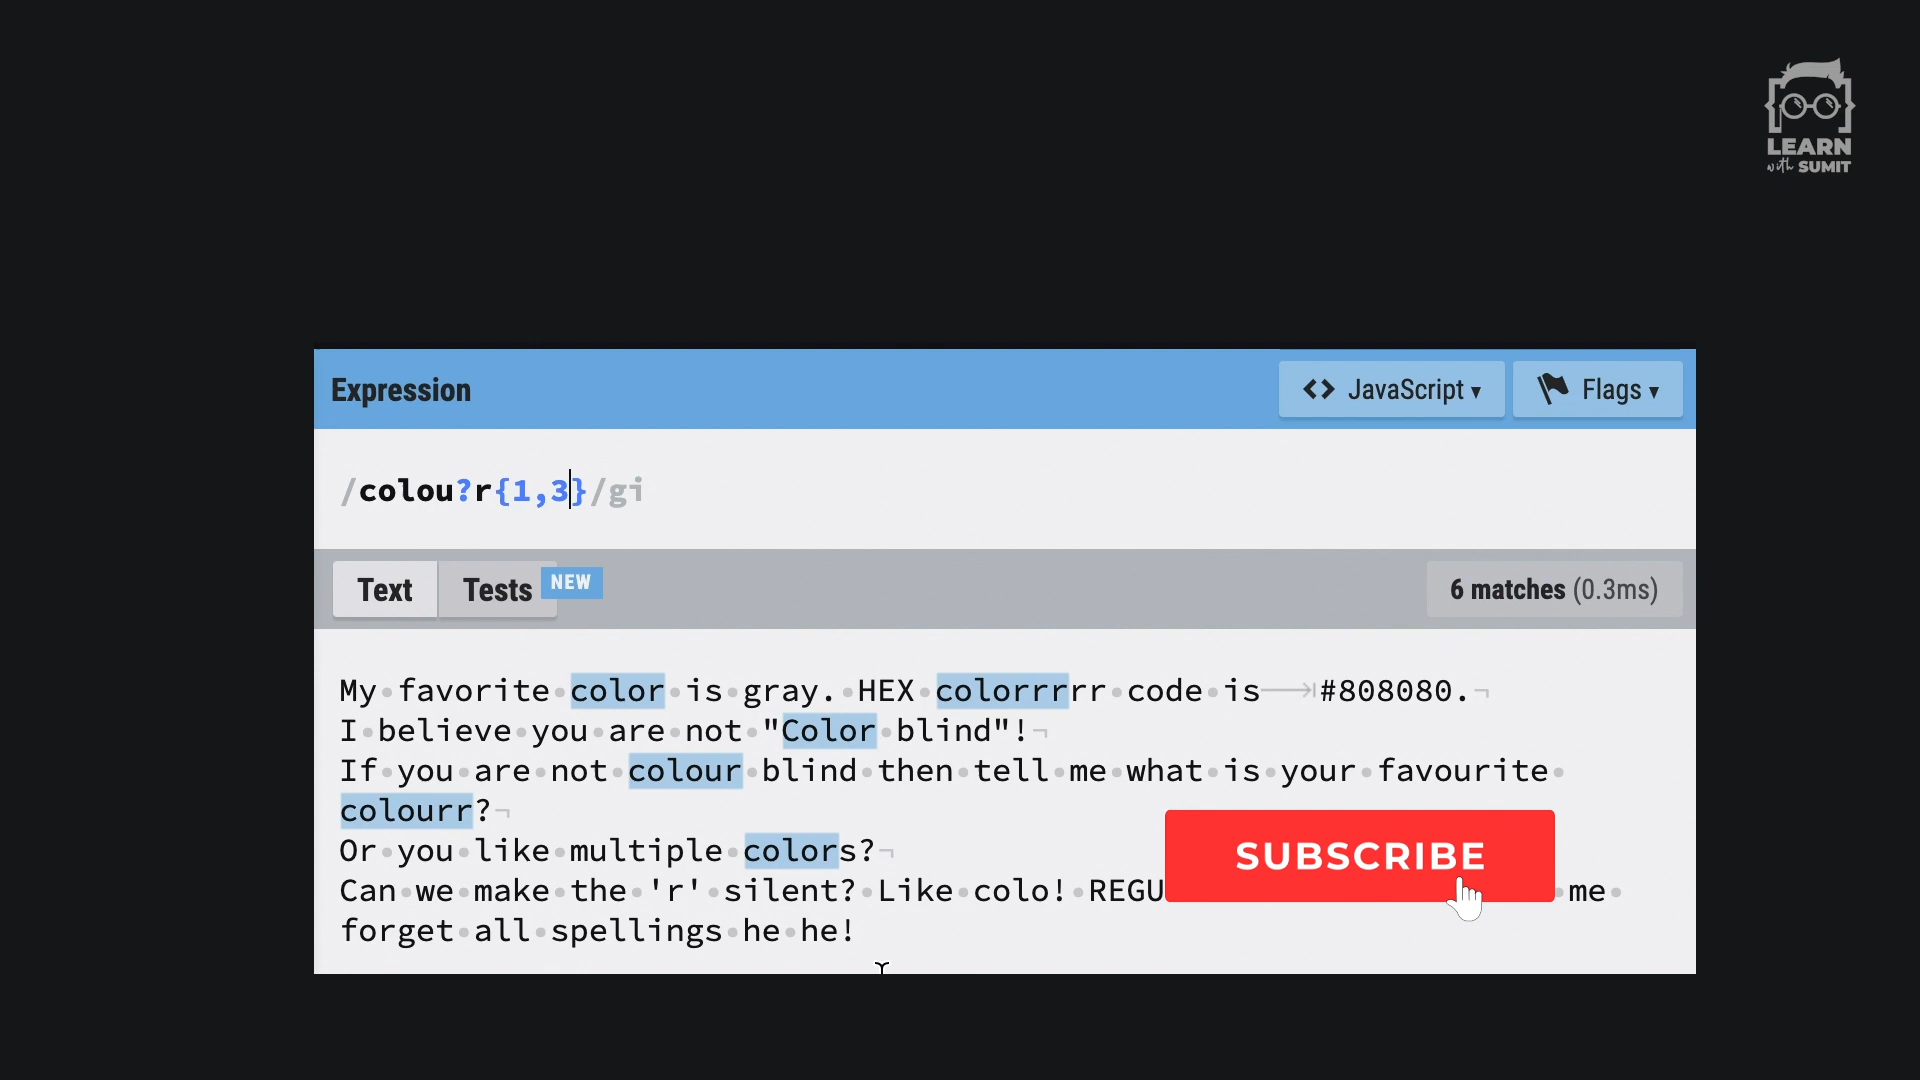 LEARN
with SUMIT
Expression
<> JavaScript ▾
Flags ▾
/colou?r{1,3}/gi
Text
Tests
NEW
6 matches (0.3ms)
My favorite color is gray. HEX colorrrrr code is #808080.
I believe you are not "Color blind"!
If you are not colour blind then tell me what is your favourite
colourr?
Or you like multiple colors?
Can we make the 'r' silent? Like colo! REGU me
forget all spellings he he!
SUBSCRIBE